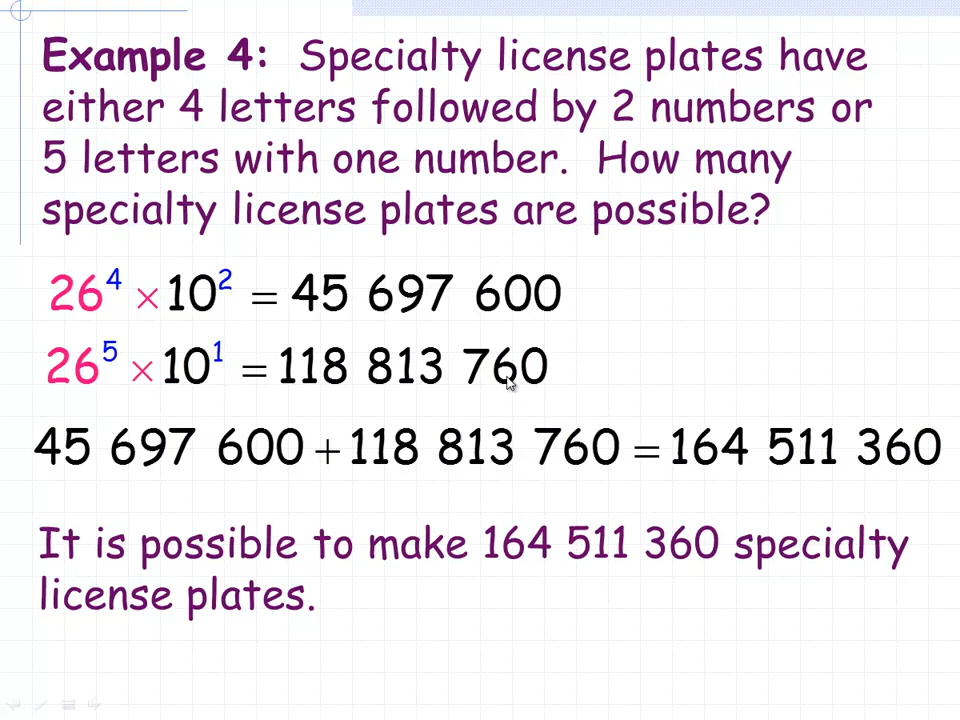 Example 4: Specialty license plates have
either 4 letters followed by 2 numbers or
5 letters with one number. How many
specialty license plates are possible?
26⁴ × 10² = 45 697 600
26⁵ × 10¹ = 118 813 760
45 697 600 + 118 813 760 = 164 511 360
It is possible to make 164 511 360 specialty
license plates.